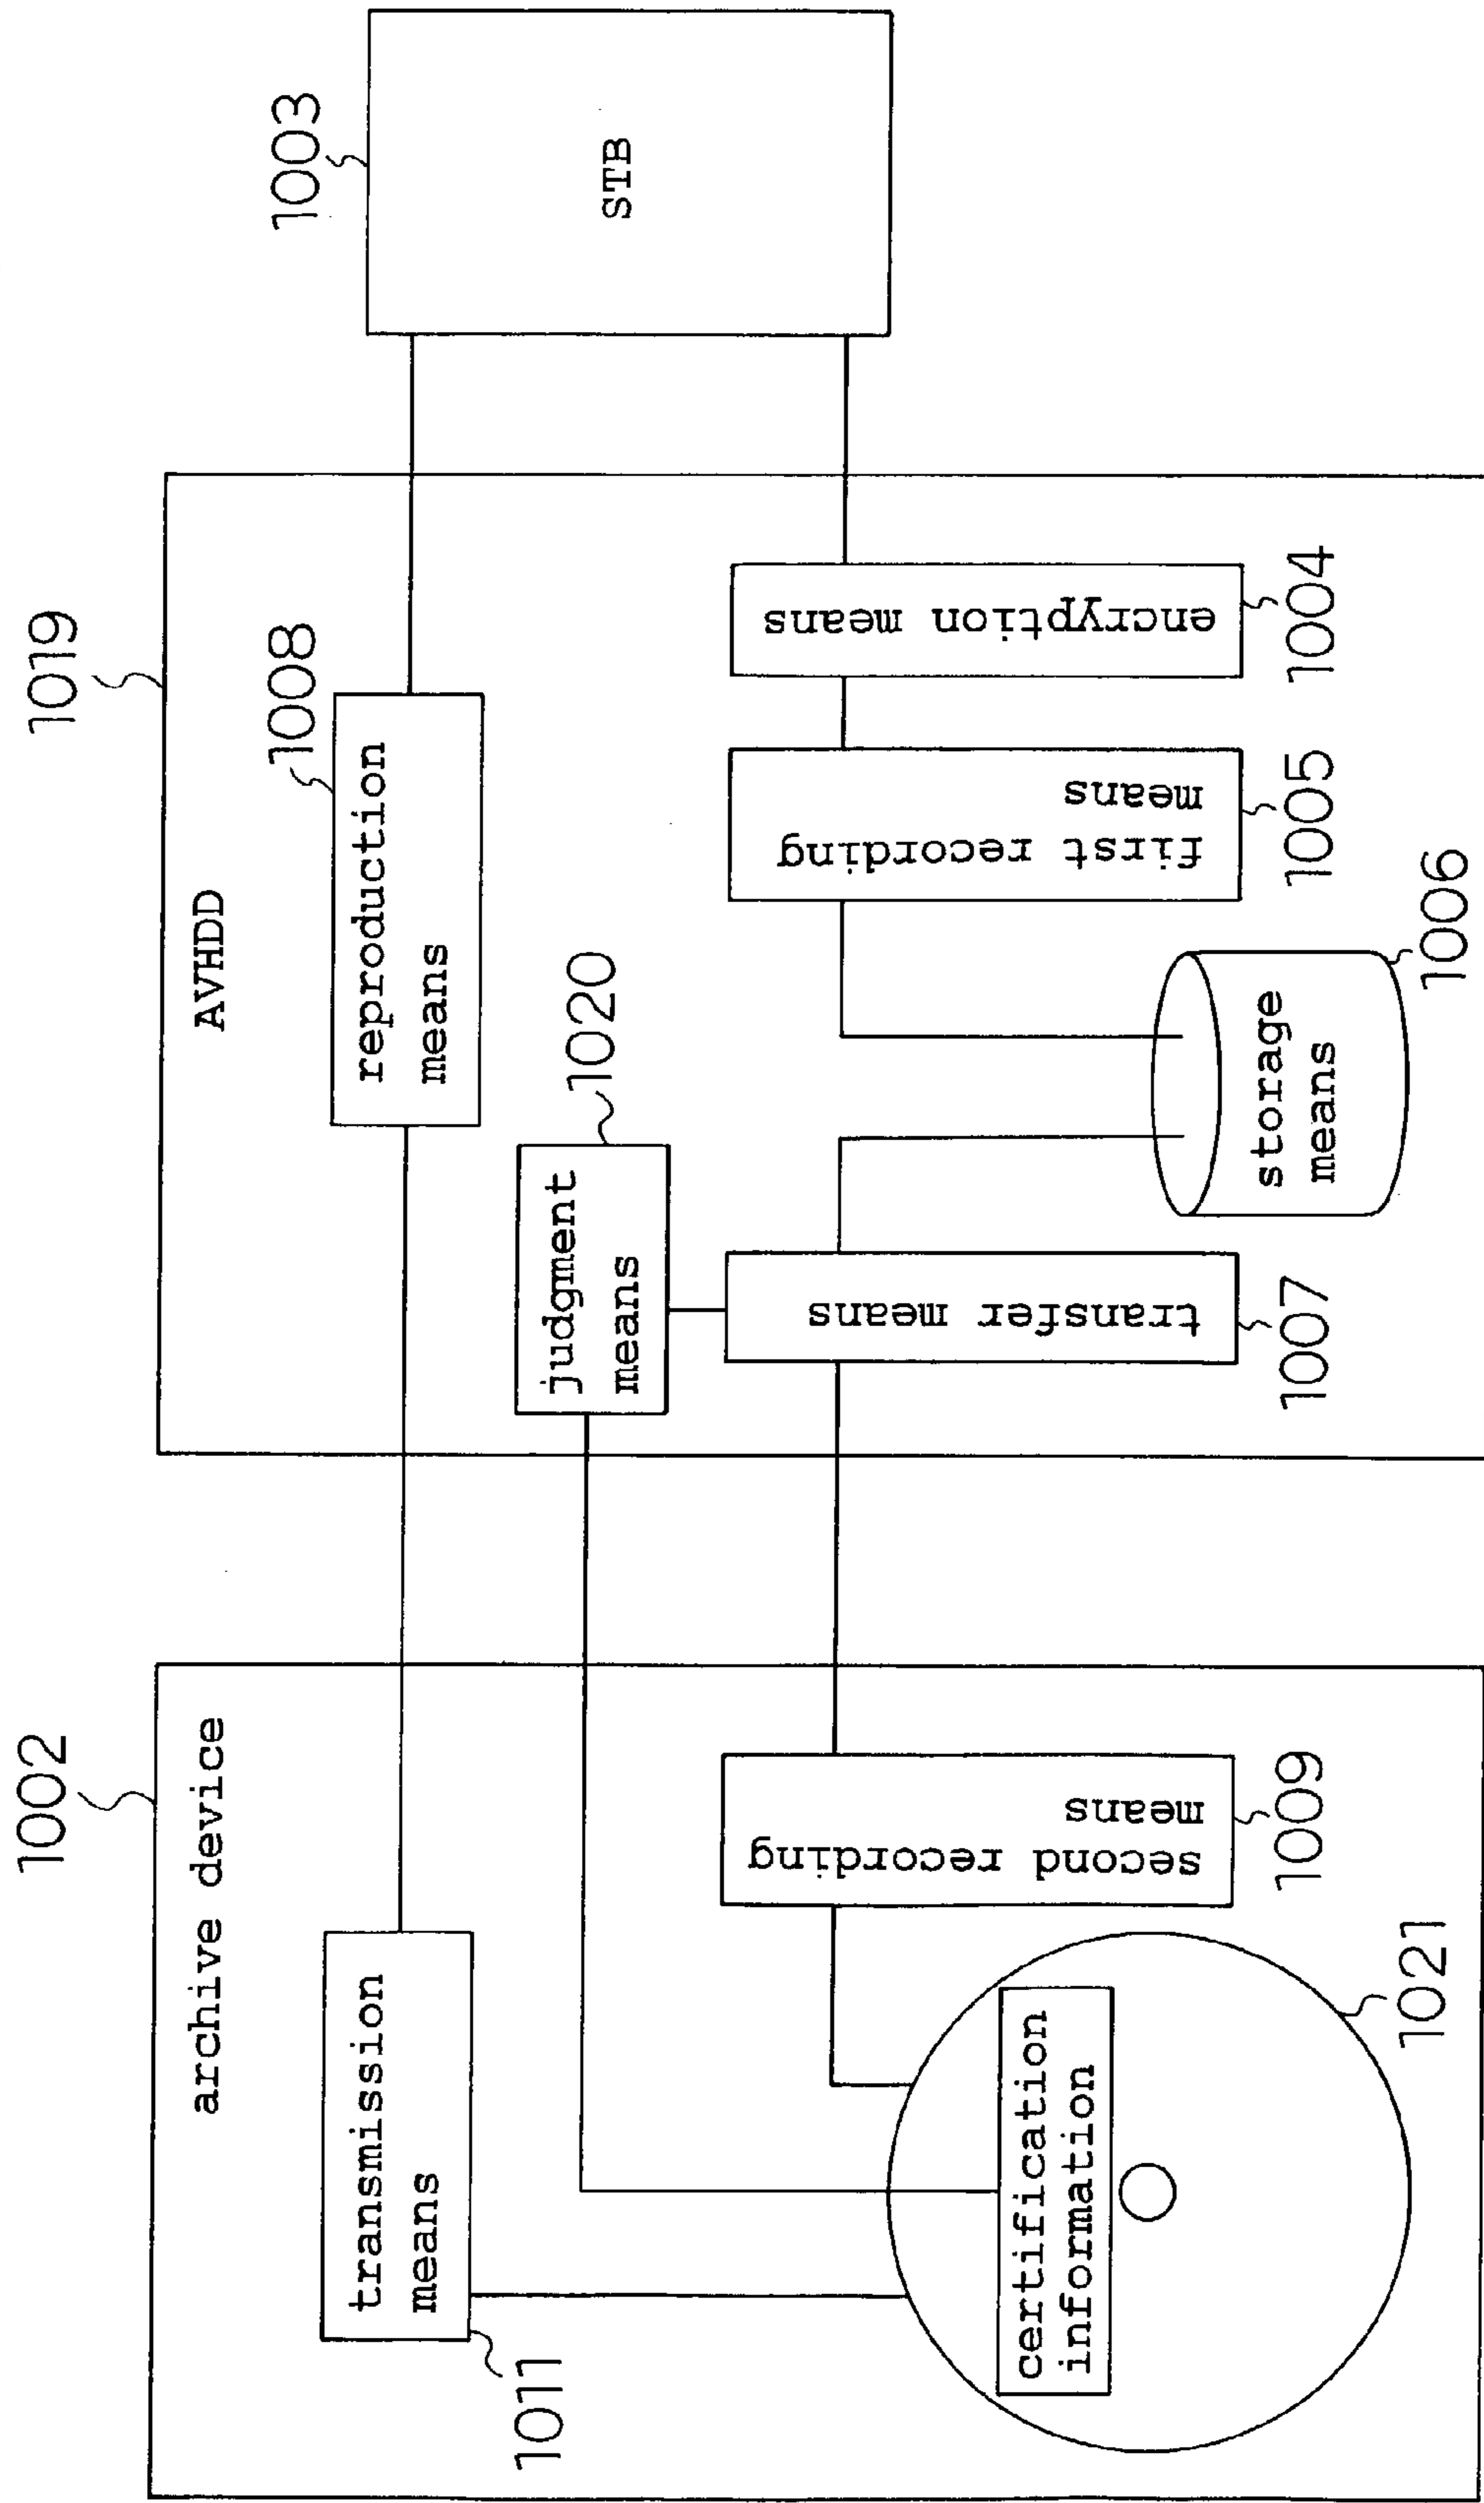 1002
archive device
transmission
means
1011
second recording
means
1009
certification
information
1021
1019
AVHDD
1008
reproduction
means
1020
judgment
means
transfer means
1007
storage
means
1006
first recording
means
1005
encryption means
1004
1003
STB